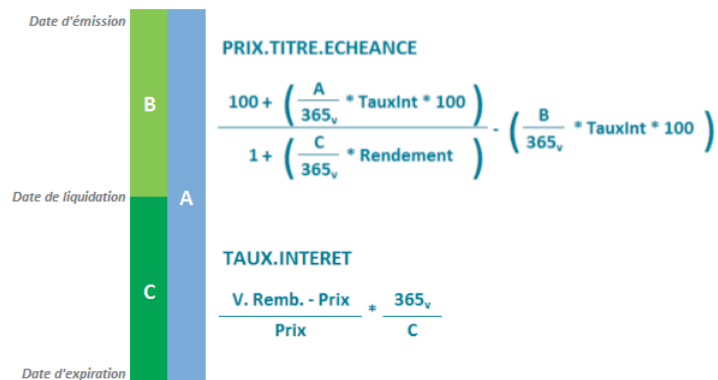 Date d'émission
PRIX.TITRE.ECHEANCE
100 + ( A / 365v * TauxInt * 100 )
1 + ( C / 365v * Rendement )
- ( B / 365v * TauxInt * 100 )
B
Date de liquidation
A
TAUX.INTERET
C
V. Remb. - Prix
Prix
* 365v
C
Date d'expiration